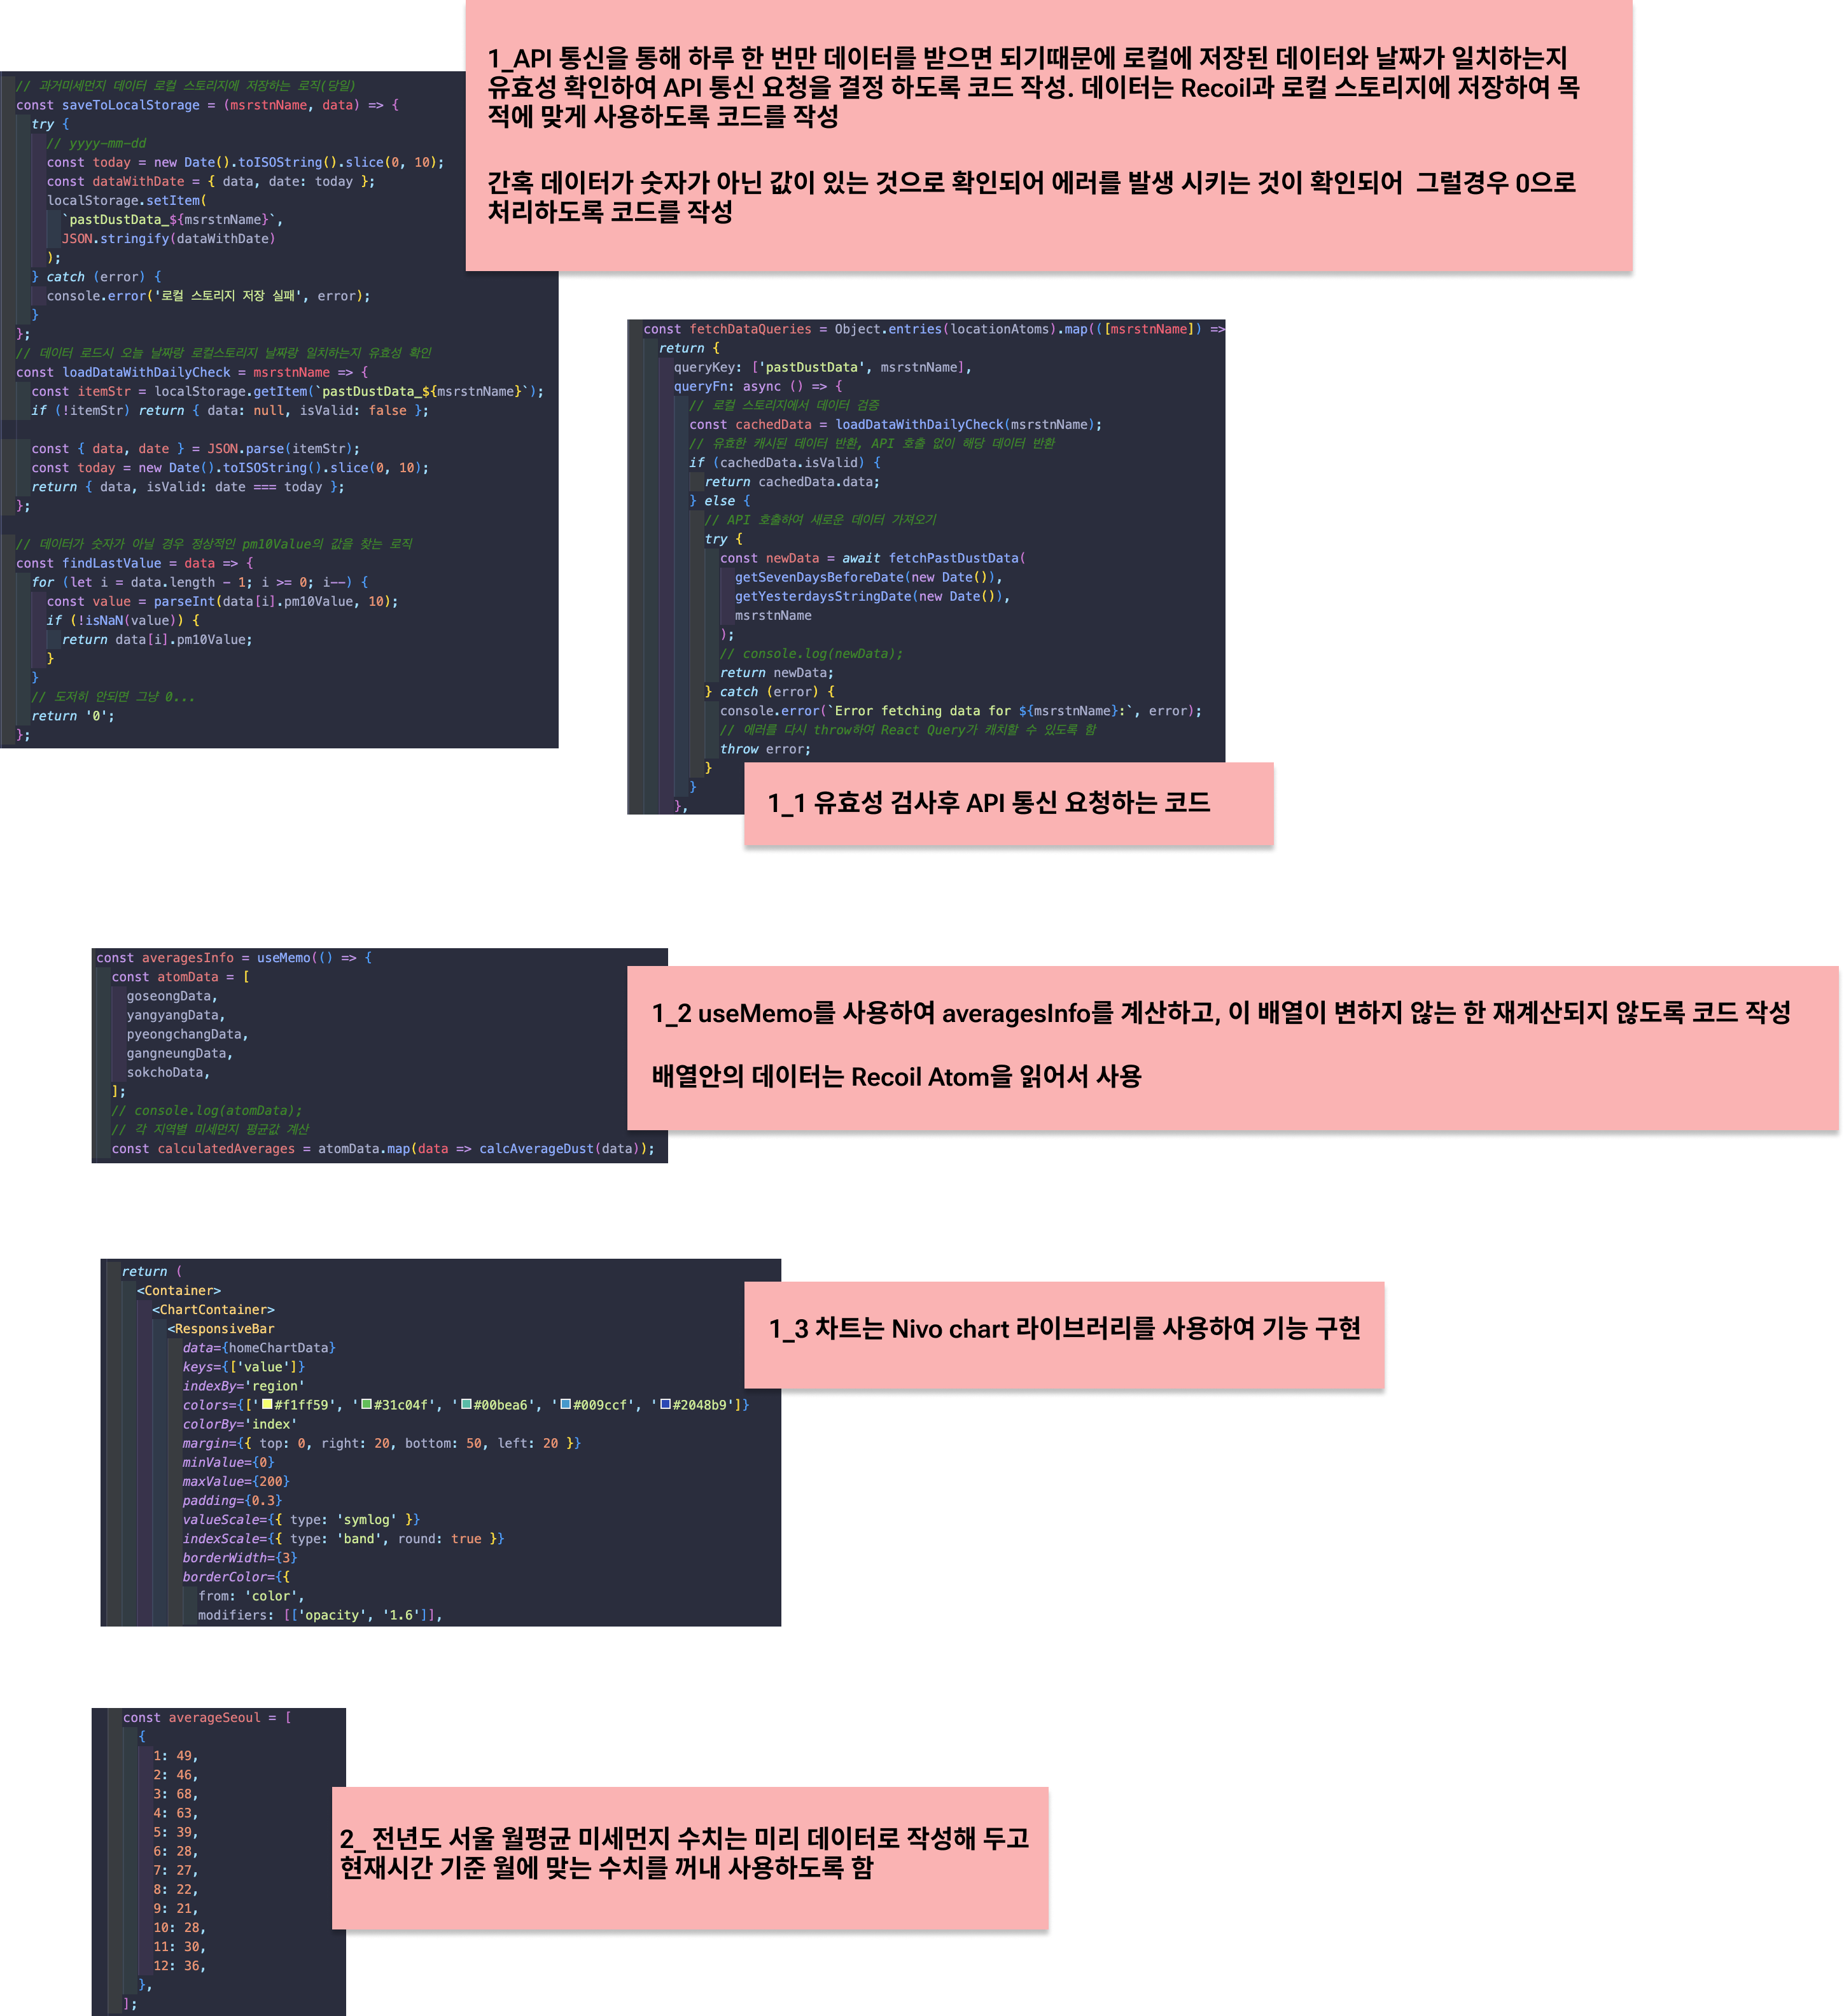 1_API 통신을 통해 하루 한 번만 데이터를 받으면 되기때문에 로컬에 저장된 데이터와 날짜가 일치하는지
유효성 확인하여 API 통신 요청을 결정 하도록 코드 작성. 데이터는 Recoil과 로컬 스토리지에 저장하여 목
적에 맞게 사용하도록 코드를 작성
간혹 데이터가 숫자가 아닌 값이 있는 것으로 확인되어 에러를 발생 시키는 것이 확인되어  그럴경우 0으로
처리하도록 코드를 작성
// 과거미세먼지 데이터 로컬 스토리지에 저장하는 로직(당일)
const saveToLocalStorage = (msrstnName, data) => {
try {
// yyyy-mm-dd
const today = new Date().toISOString().slice(0, 10);
const dataWithDate = { data, date: today };
localStorage.setItem(
`pastDustData_${msrstnName}`,
JSON.stringify(dataWithDate)
);
} catch (error) {
console.error('로컬 스토리지 저장 실패', error);
}
};
// 데이터 로드시 오늘 날짜랑 로컬스토리지 날짜랑 일치하는지 유효성 확인
const loadDataWithDailyCheck = msrstnName => {
const itemStr = localStorage.getItem(`pastDustData_${msrstnName}`);
if (!itemStr) return { data: null, isValid: false };
const { data, date } = JSON.parse(itemStr);
const today = new Date().toISOString().slice(0, 10);
return { data, isValid: date === today };
};
// 데이터가 숫자가 아닐 경우 정상적인 pm10Value의 값을 찾는 로직
const findLastValue = data => {
for (let i = data.length - 1; i >= 0; i--) {
const value = parseInt(data[i].pm10Value, 10);
if (!isNaN(value)) {
return data[i].pm10Value;
}
}
// 도저히 안되면 그냥 0...
return '0';
};
const fetchDataQueries = Object.entries(locationAtoms).map(([msrstnName]) =>
return {
queryKey: ['pastDustData', msrstnName],
queryFn: async () => {
// 로컬 스토리지에서 데이터 검증
const cachedData = loadDataWithDailyCheck(msrstnName);
// 유효한 캐시된 데이터 반환, API 호출 없이 해당 데이터 반환
if (cachedData.isValid) {
return cachedData.data;
} else {
// API 호출하여 새로운 데이터 가져오기
try {
const newData = await fetchPastDustData(
getSevenDaysBeforeDate(new Date()),
getYesterdaysStringDate(new Date()),
msrstnName
);
// console.log(newData);
return newData;
} catch (error) {
console.error(`Error fetching data for ${msrstnName}:`, error);
// 에러를 다시 throw하여 React Query가 캐치할 수 있도록 함
throw error;
}
}
},
1_1 유효성 검사후 API 통신 요청하는 코드
const averagesInfo = useMemo(() => {
const atomData = [
goseongData,
yangyangData,
pyeongchangData,
gangneungData,
sokchoData,
];
// console.log(atomData);
// 각 지역별 미세먼지 평균값 계산
const calculatedAverages = atomData.map(data => calcAverageDust(data));
1_2 useMemo를 사용하여 averagesInfo를 계산하고, 이 배열이 변하지 않는 한 재계산되지 않도록 코드 작성
배열안의 데이터는 Recoil Atom을 읽어서 사용
return (
<Container>
<ChartContainer>
<ResponsiveBar
data={homeChartData}
keys={['value']}
indexBy='region'
colors={['#f1ff59', '#31c04f', '#00bea6', '#009ccf', '#2048b9']}
colorBy='index'
margin={{ top: 0, right: 20, bottom: 50, left: 20 }}
minValue={0}
maxValue={200}
padding={0.3}
valueScale={{ type: 'symlog' }}
indexScale={{ type: 'band', round: true }}
borderWidth={3}
borderColor={{
from: 'color',
modifiers: [['opacity', '1.6']],
1_3 차트는 Nivo chart 라이브러리를 사용하여 기능 구현
const averageSeoul = [
{
1: 49,
2: 46,
3: 68,
4: 63,
5: 39,
6: 28,
7: 27,
8: 22,
9: 21,
10: 28,
11: 30,
12: 36,
},
];
2_ 전년도 서울 월평균 미세먼지 수치는 미리 데이터로 작성해 두고
현재시간 기준 월에 맞는 수치를 꺼내 사용하도록 함